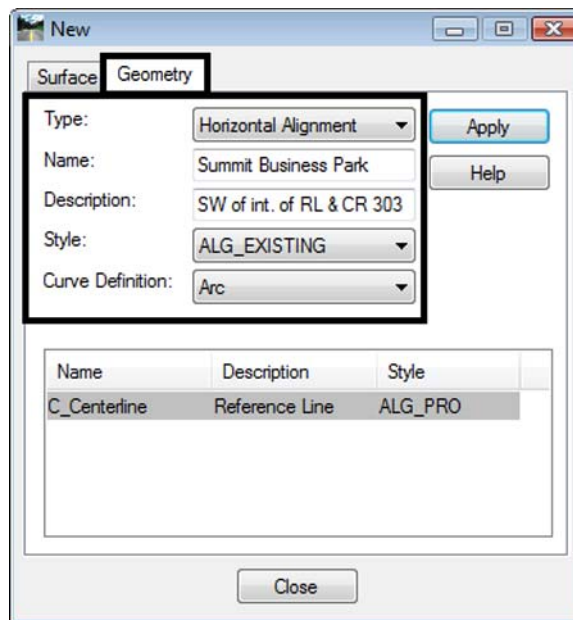 New
Surface Geometry
Type: Horizontal Alignment Apply
Name: Summit Business Park Help
Description: SW of int. of RL & CR 303
Style: ALG_EXISTING
Curve Definition: Arc
Name Description Style
C_Centerline Reference Line ALG_PRO
Close